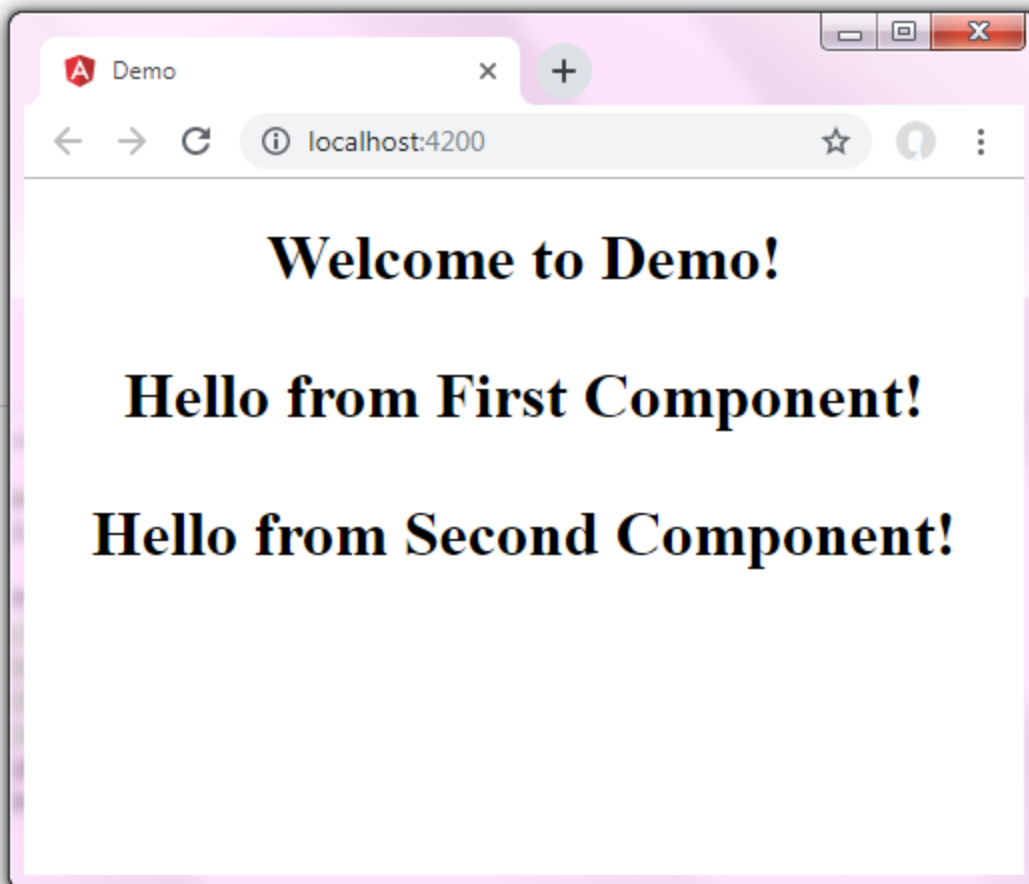 Demo
localhost:4200
Welcome to Demo!
Hello from First Component!
Hello from Second Component!